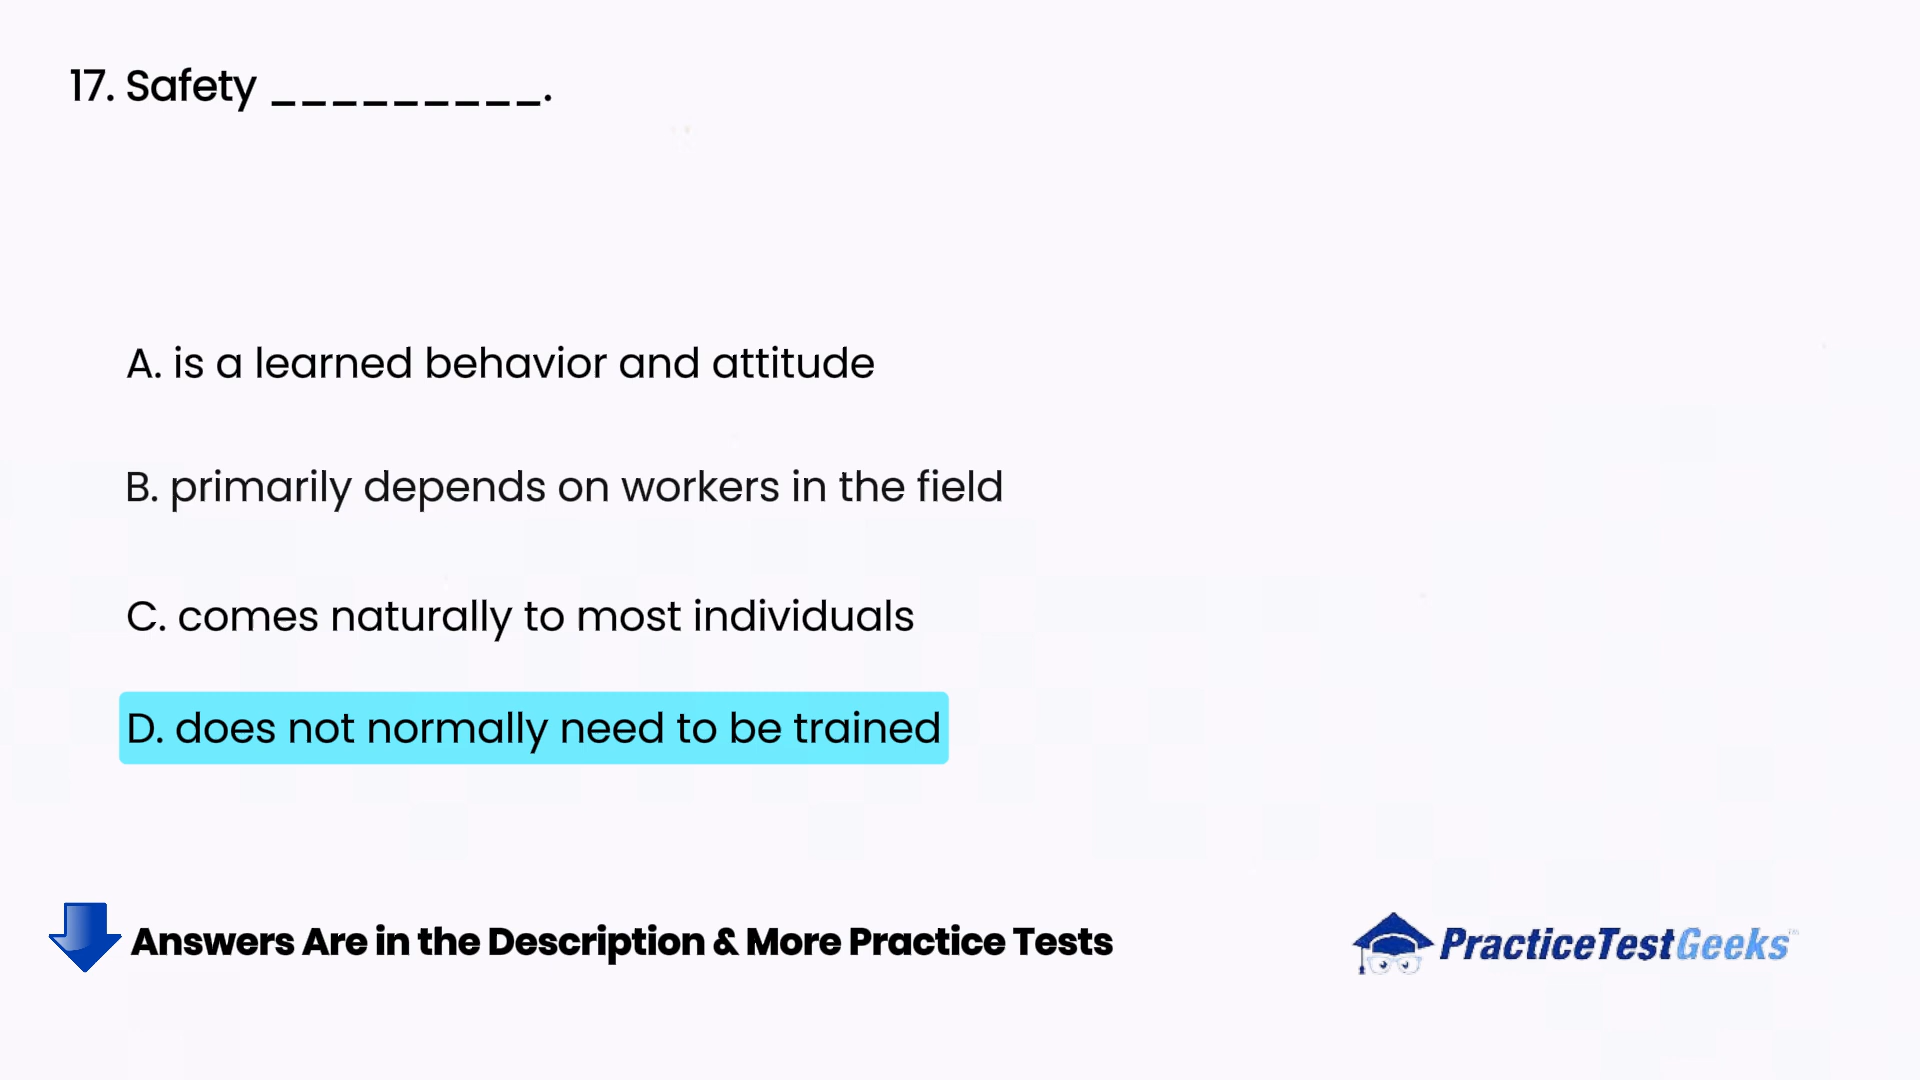 17. Safety _________.
A. is a learned behavior and attitude
B. primarily depends on workers in the field
C. comes naturally to most individuals
D. does not normally need to be trained
Answers Are in the Description & More Practice Tests
PracticeTestGeeks™